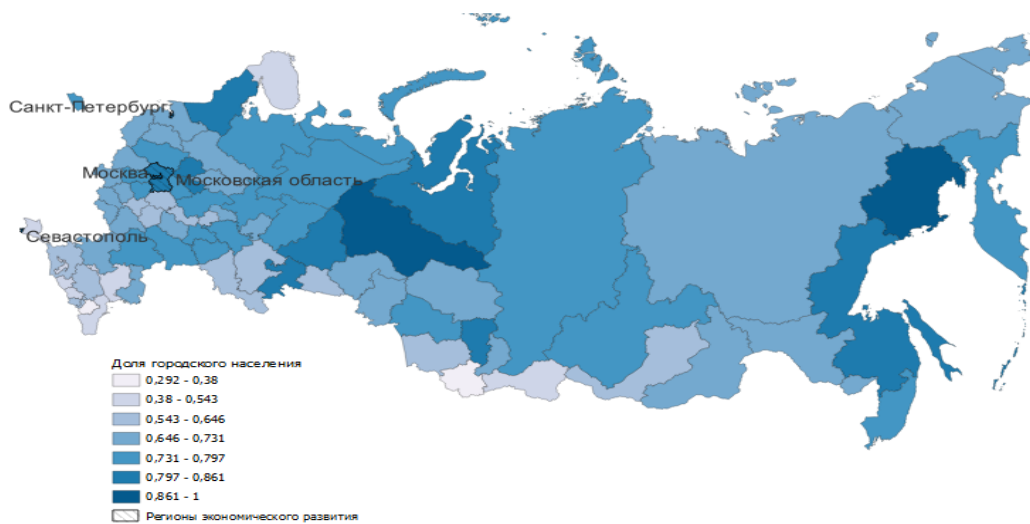 Санкт-Петербург
Москва
Московская область
Севастополь
Доля городского населения
0,292 - 0,38
0,38 - 0,543
0,543 - 0,646
0,646 - 0,731
0,731 - 0,797
0,797 - 0,861
0,861 - 1
Регионы экономического развития